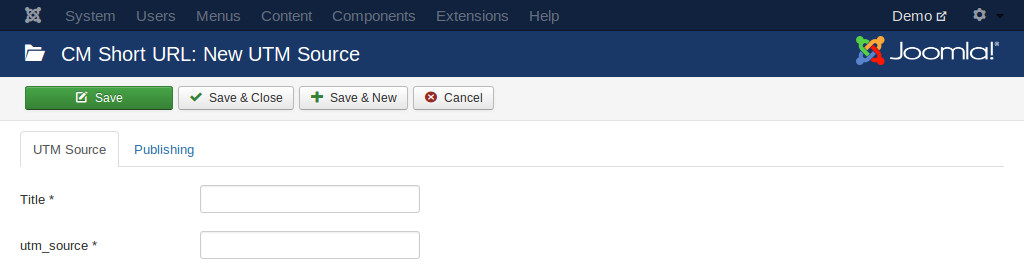 System Users Menus Content Components Extensions Help Demo
CM Short URL: New UTM Source Joomla!®
Save Save & Close Save & New Cancel
UTM Source Publishing
Title *
utm_source *